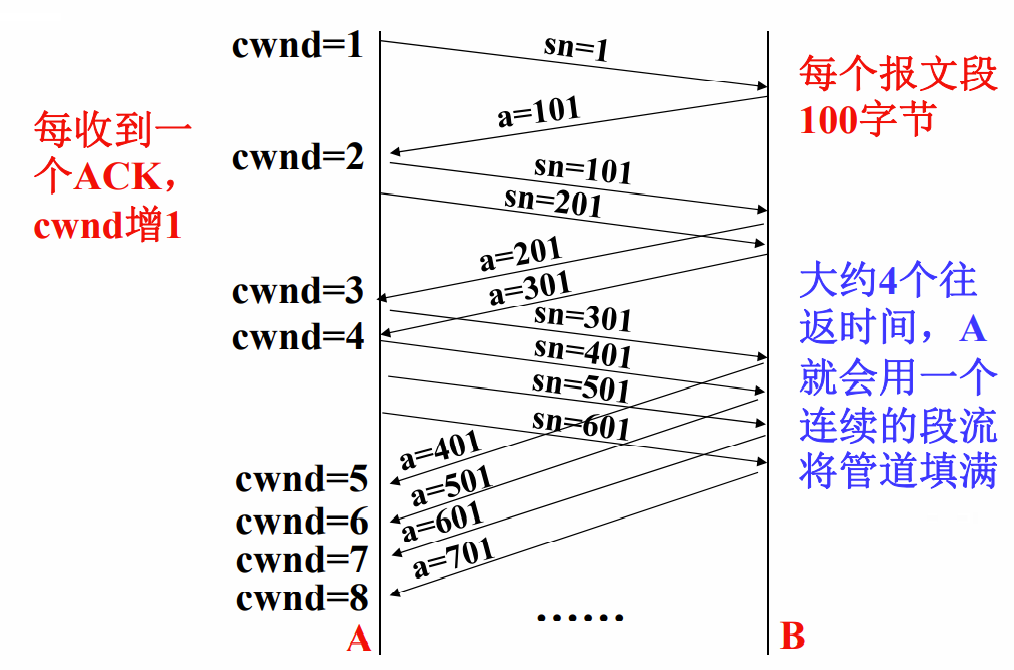 cwnd=1
sn=1
每个报文段
100字节
a=101
每收到一
个ACK，
cwnd增1
cwnd=2
sn=101
sn=201
a=201
a=301
cwnd=3
sn=301
cwnd=4
sn=401
sn=501
sn=601
大约4个往
返时间，A
就会用一个
连续的段流
将管道填满
a=401
cwnd=5
a=501
cwnd=6
a=601
cwnd=7
a=701
cwnd=8
......
A
B